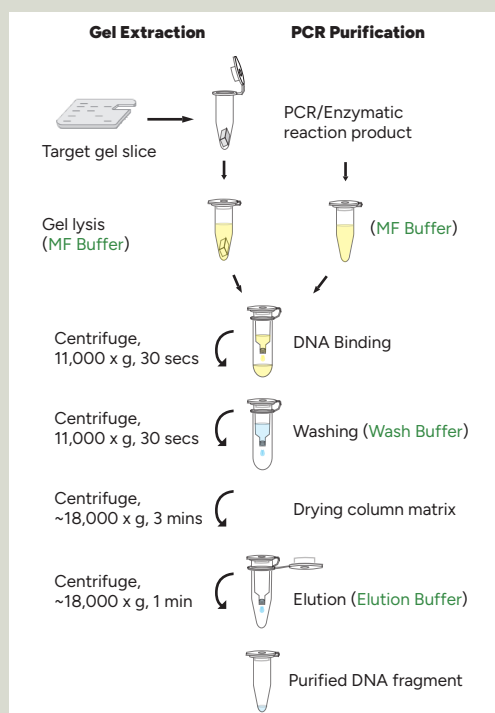 Gel Extraction
PCR Purification
Target gel slice
PCR/Enzymatic
reaction product
Gel lysis
(MF Buffer)
(MF Buffer)
Centrifuge,
11,000 x g, 30 secs
DNA Binding
Centrifuge,
11,000 x g, 30 secs
Washing (Wash Buffer)
Centrifuge,
~18,000 x g, 3 mins
Drying column matrix
Centrifuge,
~18,000 x g, 1 min
Elution (Elution Buffer)
Purified DNA fragment